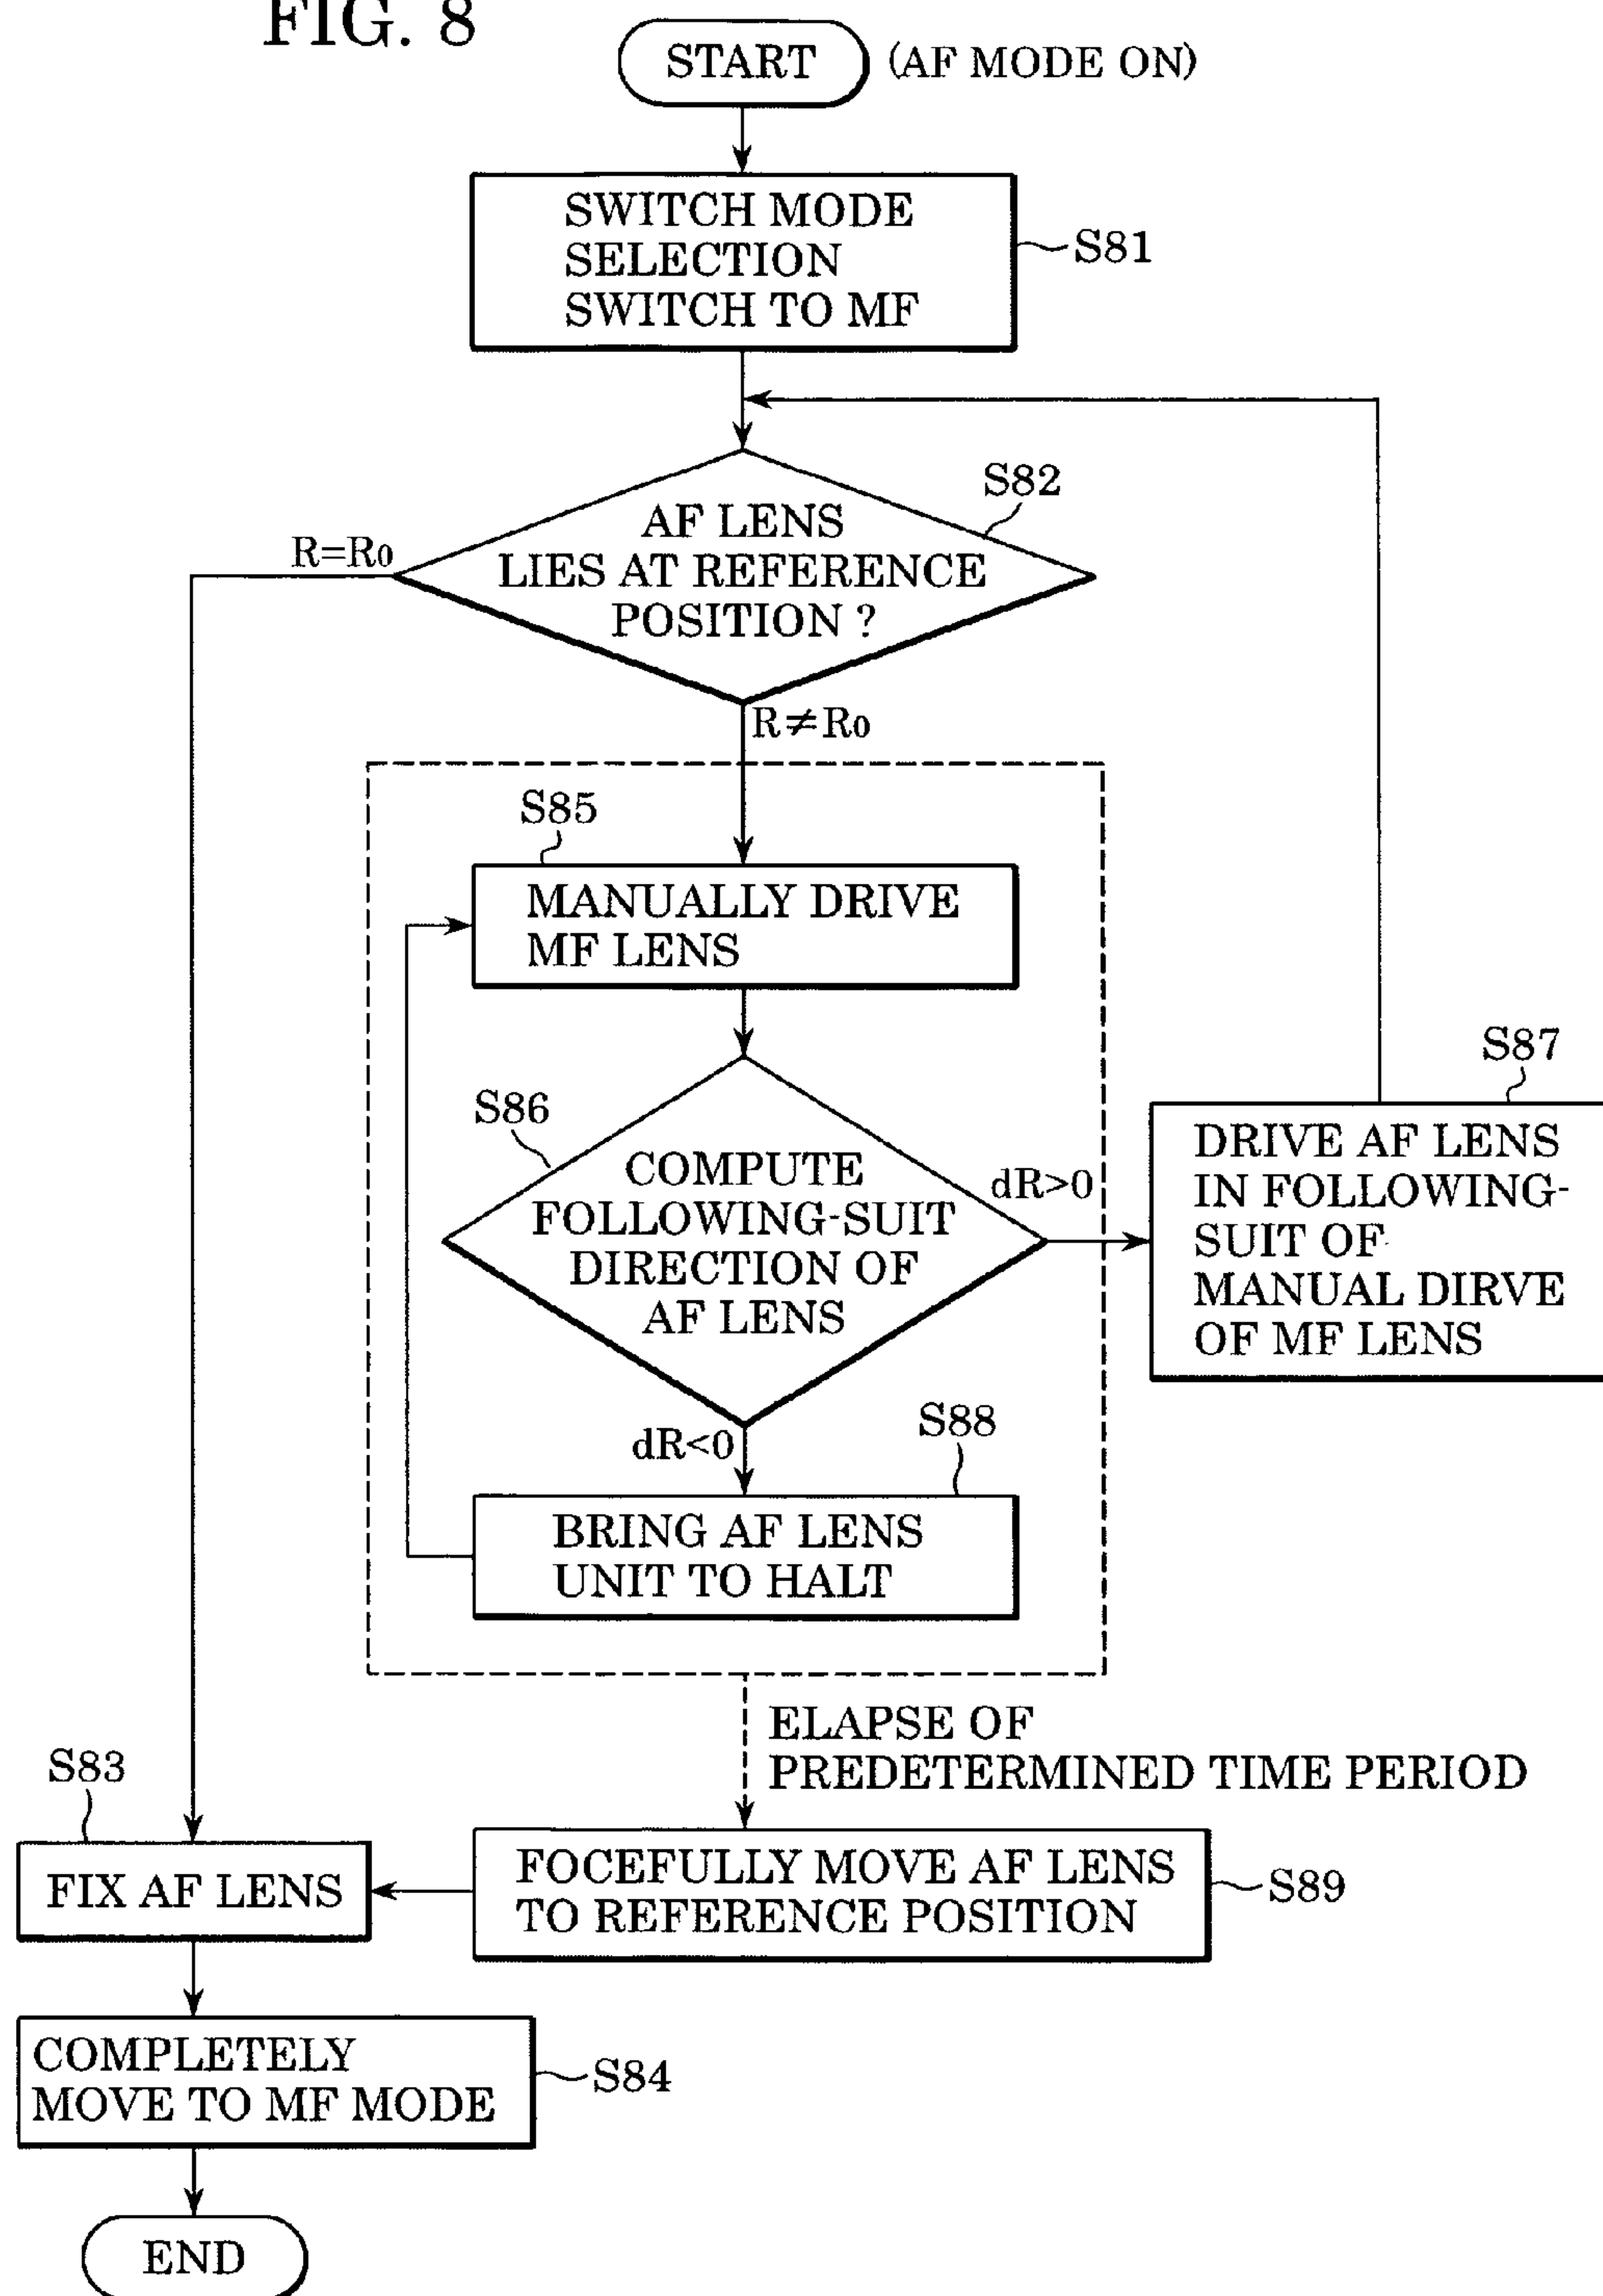 FIG. 8
START
(AF MODE ON)
SWITCH MODE
SELECTION
SWITCH TO MF
S81
S82
AF LENS
LIES AT REFERENCE
POSITION ?
R=R0
R≠R0
S85
MANUALLY DRIVE
MF LENS
S86
COMPUTE
FOLLOWING-SUIT
DIRECTION OF
AF LENS
dR>0
S87
DRIVE AF LENS
IN FOLLOWING-
SUIT OF
MANUAL DIRVE
OF MF LENS
dR<0
S88
BRING AF LENS
UNIT TO HALT
ELAPSE OF
PREDETERMINED TIME PERIOD
S83
FIX AF LENS
FOCEFULLY MOVE AF LENS
TO REFERENCE POSITION
S89
COMPLETELY
MOVE TO MF MODE
S84
END